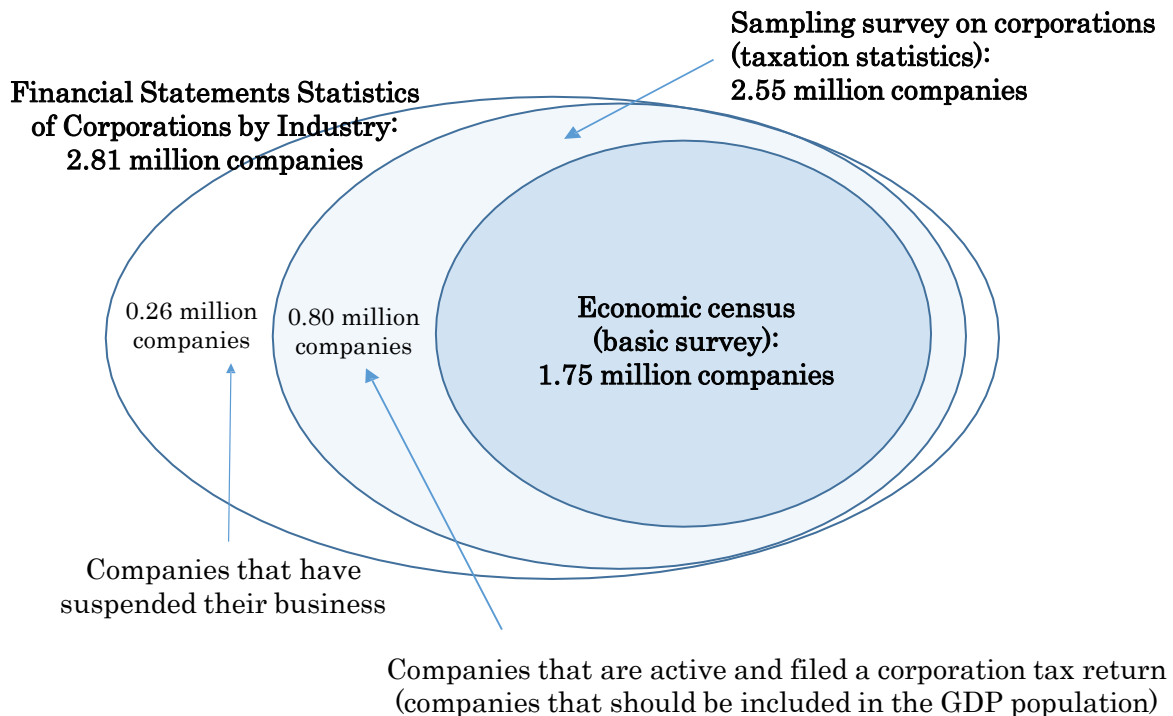 Sampling survey on corporations
(taxation statistics):
2.55 million companies
Financial Statements Statistics
of Corporations by Industry:
2.81 million companies
0.26 million
companies
0.80 million
companies
Economic census
(basic survey):
1.75 million companies
Companies that have
suspended their business
Companies that are active and filed a corporation tax return
(companies that should be included in the GDP population)